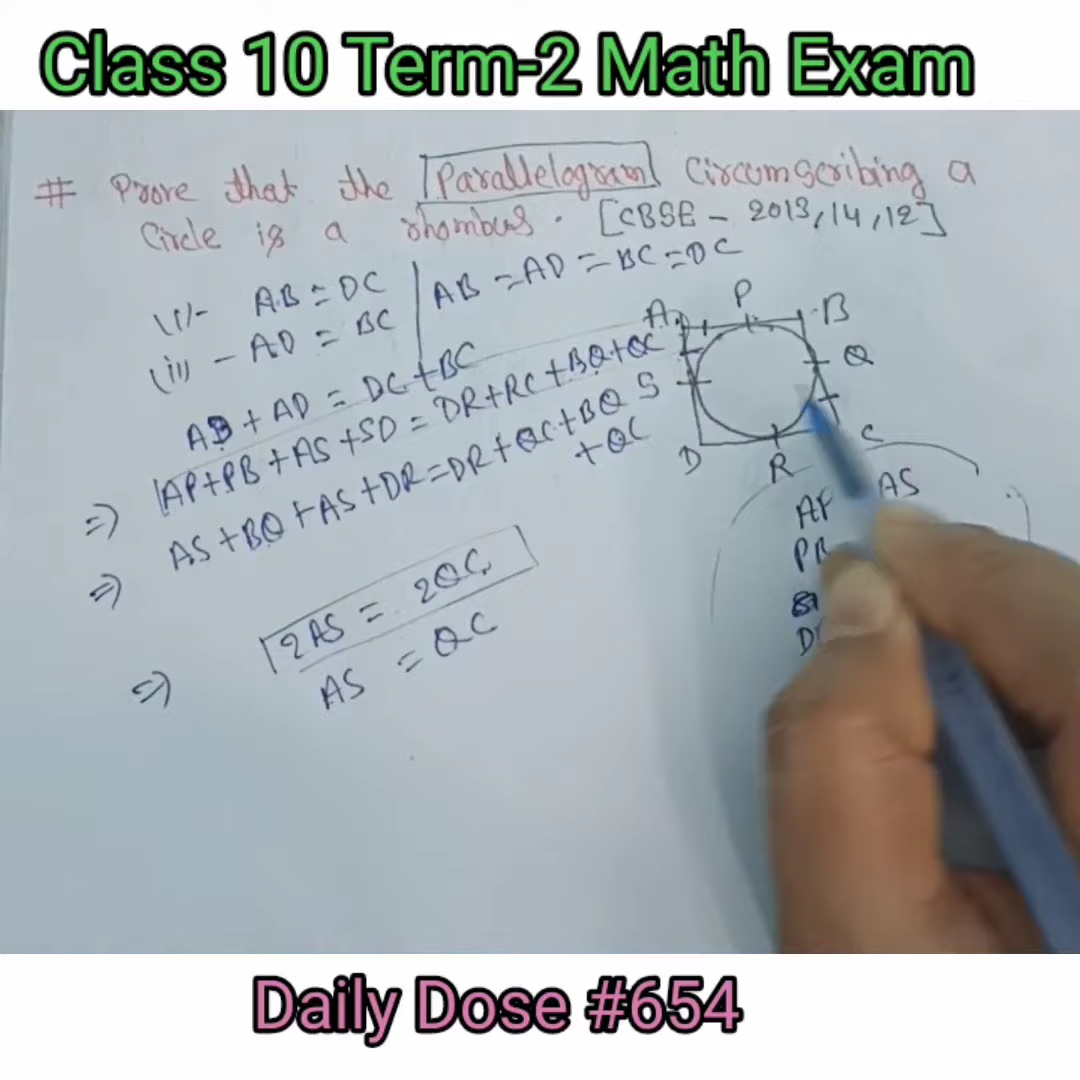 Class 10 Term-2 Math Exam
# Prove that the Parallelogram Circumscribing a
Circle is a rhombus. [CBSE - 2013, 14, 12]
(i)- AB = DC
(ii) - AD = BC
AB = AD = BC = DC
AB + AD = DC + BC
=> AP + PB + AS + SD = DR + RC + BQ + QC
=> AS + BQ + AS + DR = DR + QC + BQ + QC
2AS = 2QC
=> AS = QC
A P B
S Q
D R C
AP AS
PB
D
Daily Dose #654